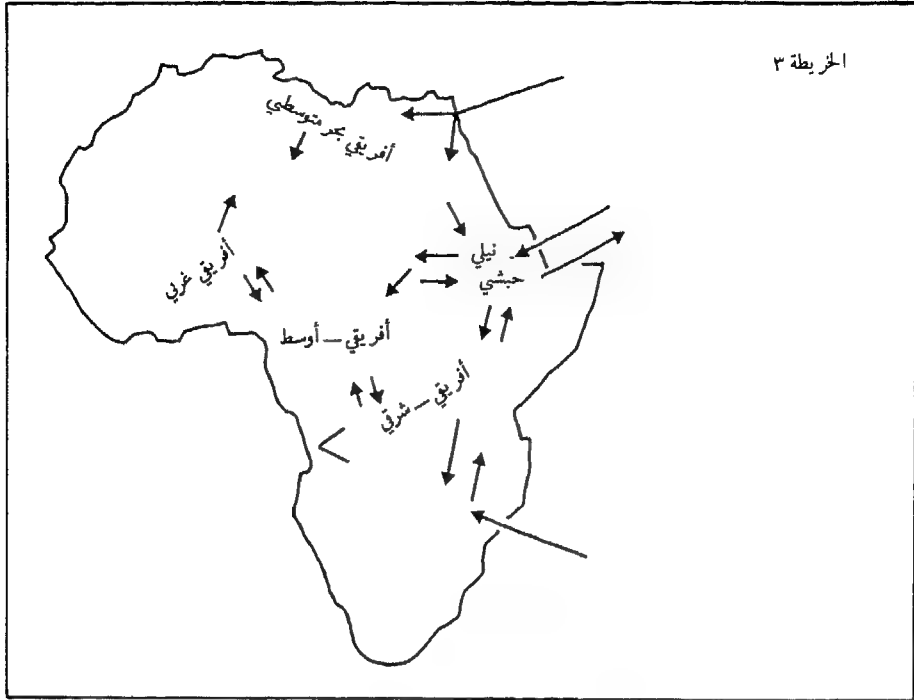 الخريطة ٣
أفريقي بحر متوسطي
نيلي
حبشي
أفريقي غربي
أفريقي – أوسط
أفريقي – شرقي